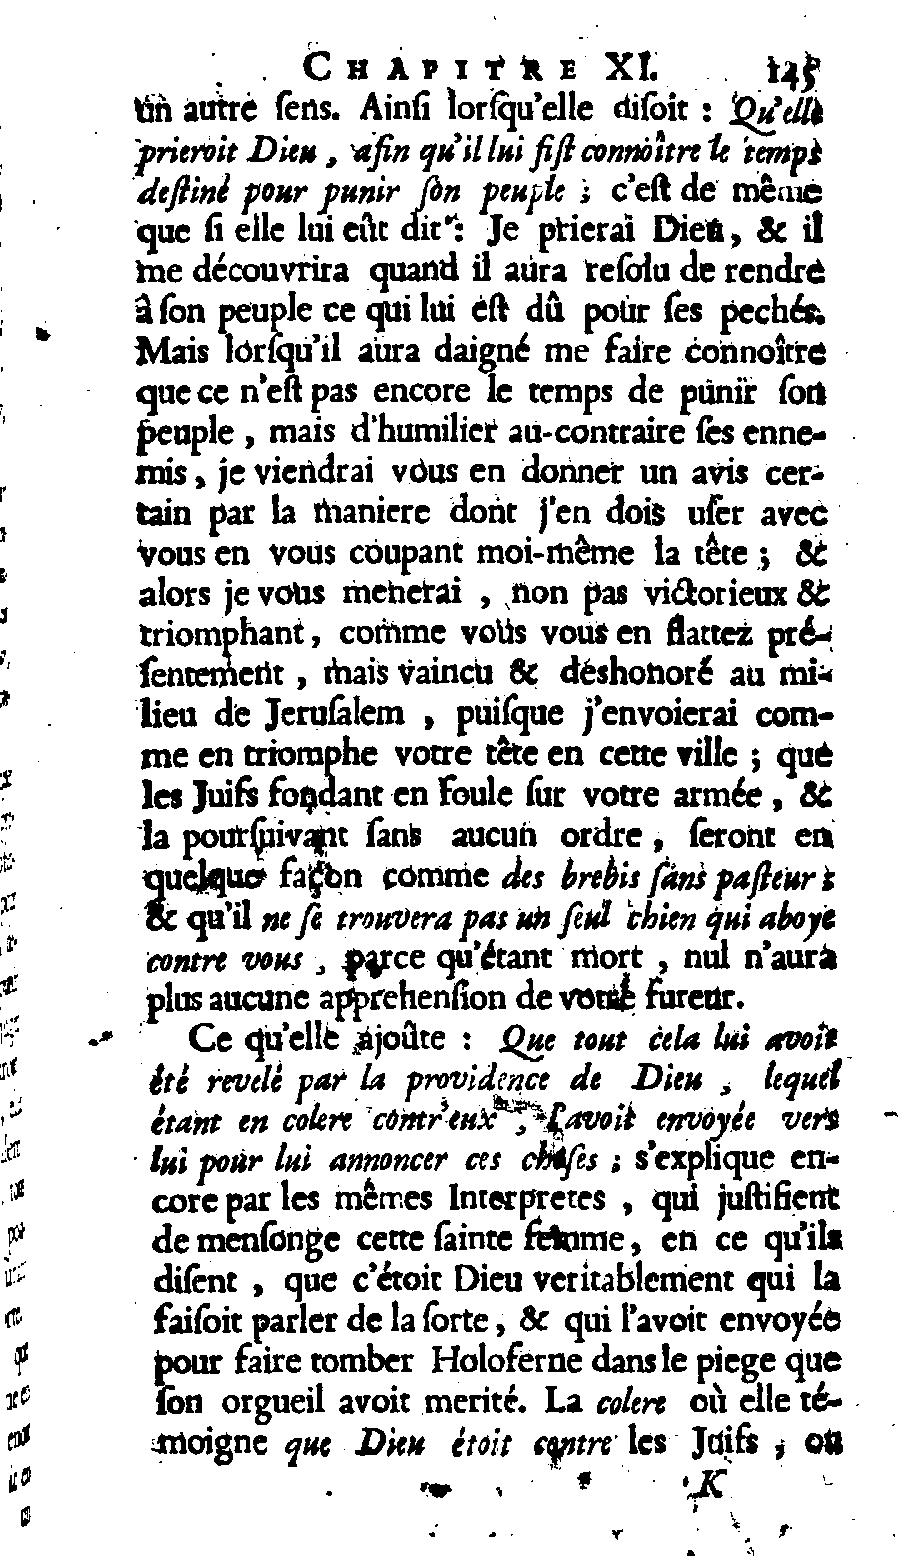 CHAPITRE XI. 145
un autre ſens. Ainſi lorſqu'elle diſoit : Qu'elle
prieroit Dieu, afin qu'il lui fiſt connoître le temps
deſtiné pour punir ſon peuple ; c'eſt de même
que ſi elle lui eût dit : Je prierai Dieu, & il
me découvrira quand il aura reſolu de rendre
à ſon peuple ce qui lui eſt dû pour ſes pechés.
Mais lorſqu'il aura daigné me faire connoître
que ce n'eſt pas encore le temps de punir ſon
peuple, mais d'humilier au-contraire ſes enne-
mis, je viendrai vous en donner un avis cer-
tain par la maniere dont j'en dois uſer avec
vous en vous coupant moi-même la tête ; &
alors je vous menerai, non pas victorieux &
triomphant, comme vous vous en flattez pré-
ſentement, mais vaincu & deshonoré au mi-
lieu de Jeruſalem, puiſque j'envoierai com-
me en triomphe votre tête en cette ville ; que
les Juifs fondant en foule ſur votre armée, &
la pourſuivant ſans aucun ordre, ſeront en
quelque façon comme des brebis ſans paſteur ;
& qu'il ne ſe trouvera pas un ſeul chien qui aboye
contre vous, parce qu'étant mort, nul n'aura
plus aucune apprehenſion de votre fureur.
Ce qu'elle ajoûte : Que tout cela lui avoit
été revelé par la providence de Dieu, lequel
étant en colere contr'eux, l'avoit envoyée vers
lui pour lui annoncer ces choſes ; s'explique en-
core par les mêmes Interpretes, qui juſtifient
de menſonge cette ſainte femme, en ce qu'ils
diſent, que c'étoit Dieu veritablement qui la
faiſoit parler de la ſorte, & qui l'avoit envoyée
pour faire tomber Holoferne dans le piege que
ſon orgueil avoit merité. La colere où elle té-
moigne que Dieu étoit contre les Juifs, ou
K